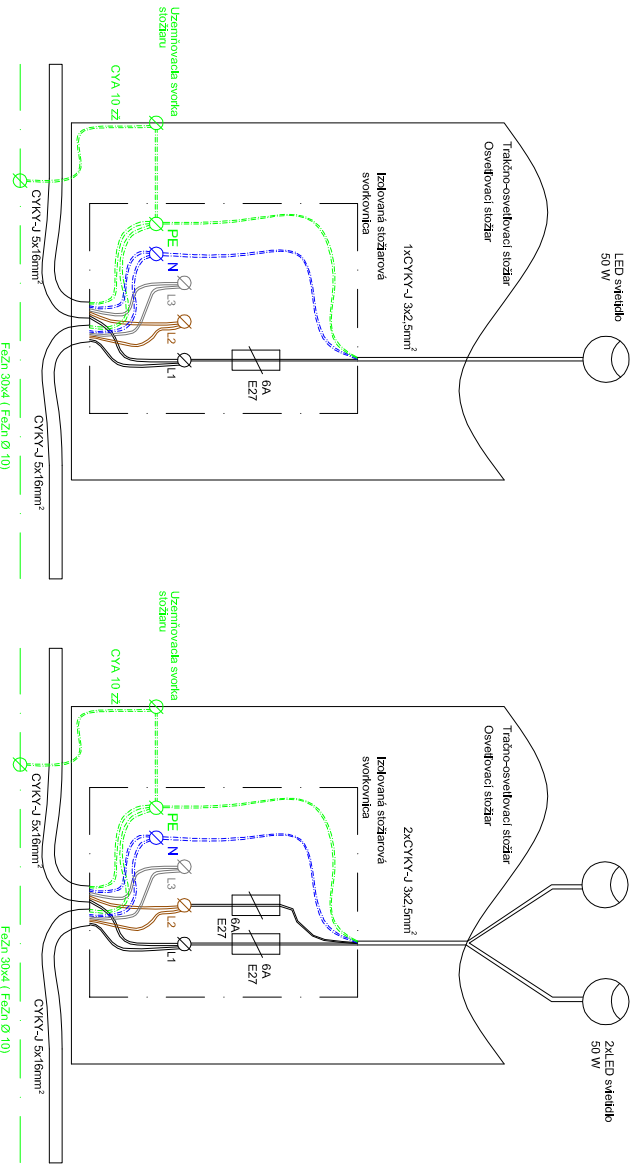 LED svietidlo
50 W
Trakčno-osvetľovací stožiar
Osvetľovací stožiar
Izolovaná stožiarová
svorkovnica
1xCYKY-J 3x2,5mm²
6A
E27
PE
N
L3
L2
L1
Uzemňovacia svorka
stožiaru
CYA 10 zž
CYKY-J 5x16mm²
CYKY-J 5x16mm²
FeZn 30x4 ( FeZn Ø 10)
2xLED svietidlo
50 W
Tračno-osvetľovací stožiar
Osvetľovací stožiar
Izolovaná stožiarová
svorkovnica
2xCYKY-J 3x2,5mm²
6A
E27
6A
E27
PE
N
L3
L2
L1
Uzemňovacia svorka
stožiaru
CYA 10 zž
CYKY-J 5x16mm²
CYKY-J 5x16mm²
FeZn 30x4 ( FeZn Ø 10)